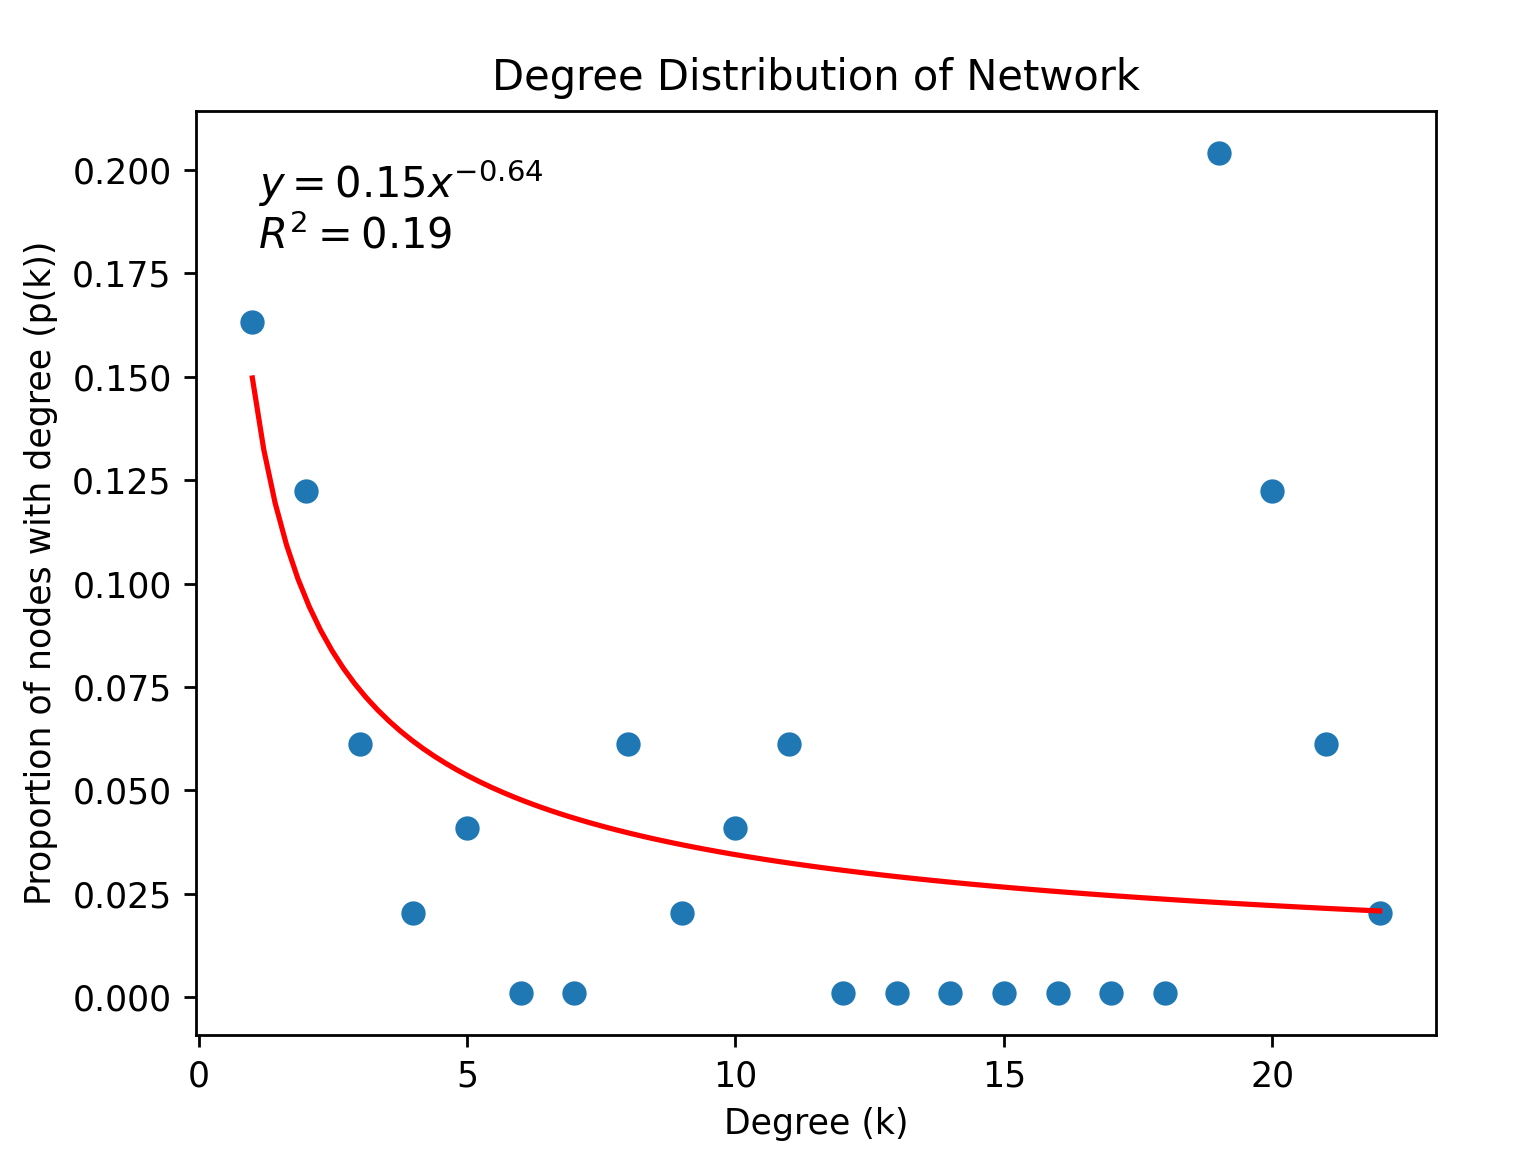 Degree Distribution of Network
y = 0.15x^{-0.64}
R² = 0.19
Proportion of nodes with degree (p(k))
0.200
0.175
0.150
0.125
0.100
0.075
0.050
0.025
0.000
0 5 10 15 20
Degree (k)